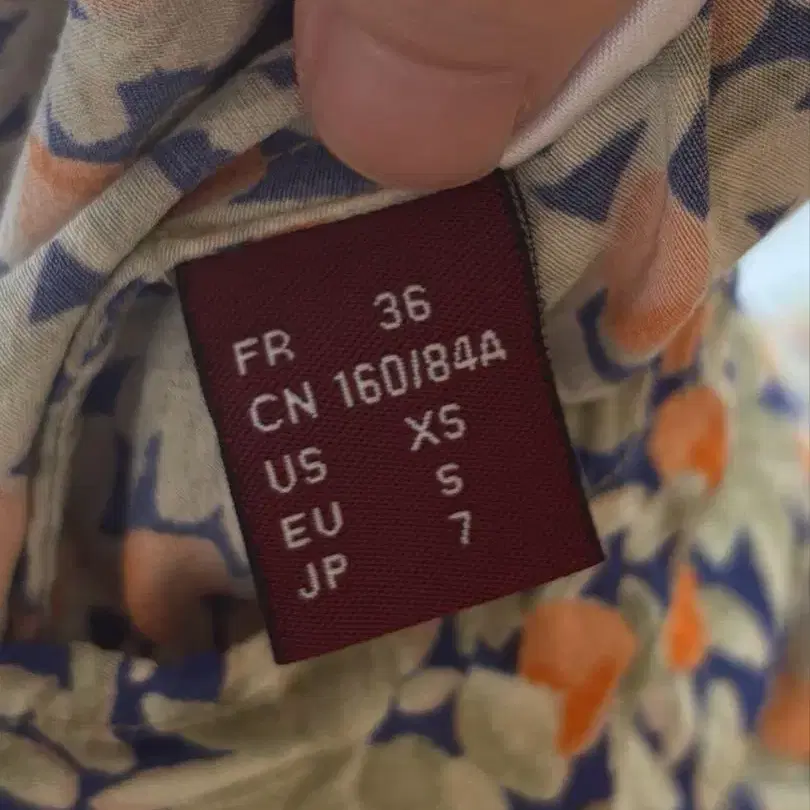 FR 36
CN 160/84A
US XS
EU S
JP 7